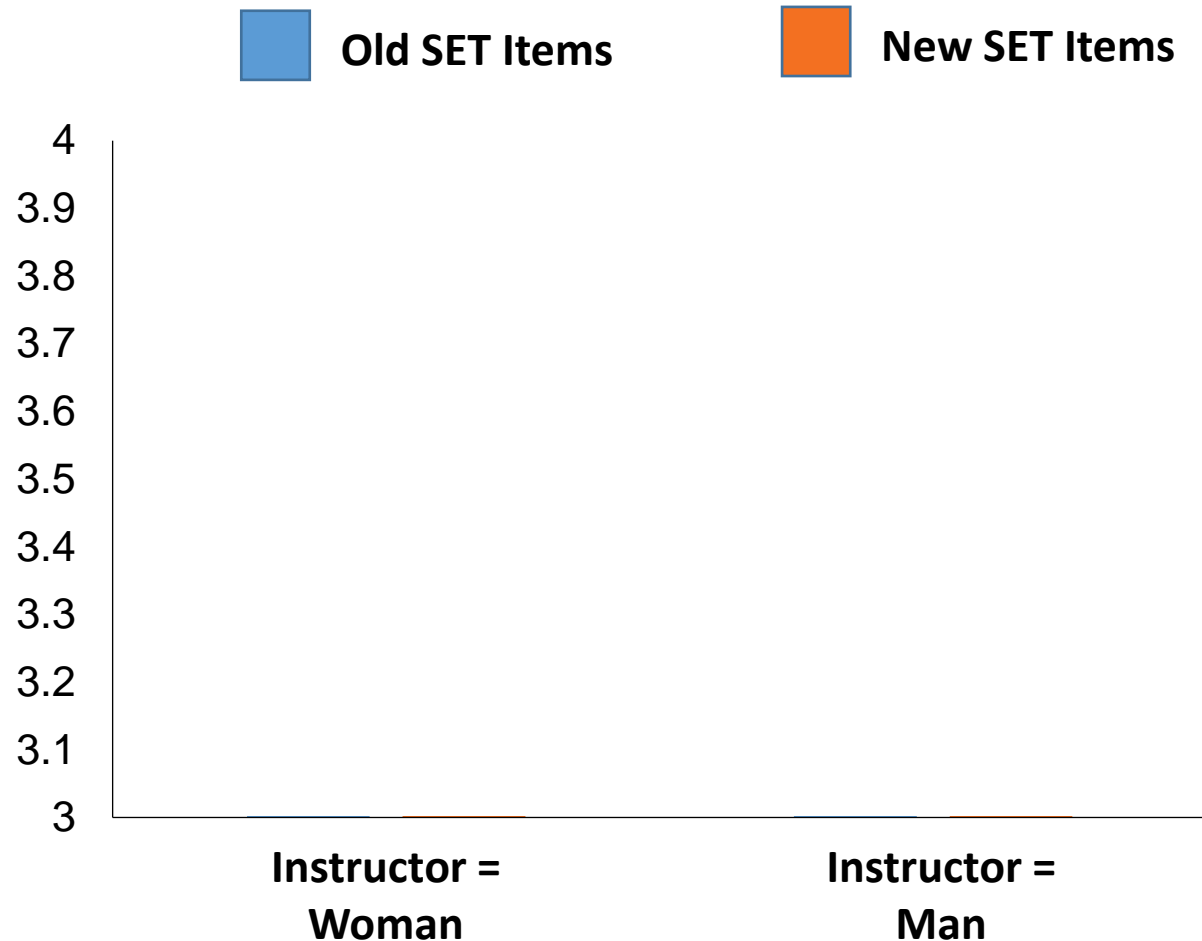 Old SET Items
New SET Items
4
3.9
3.8
3.7
3.6
3.5
3.4
3.3
3.2
3.1
3
Instructor =
Woman
Instructor =
Man